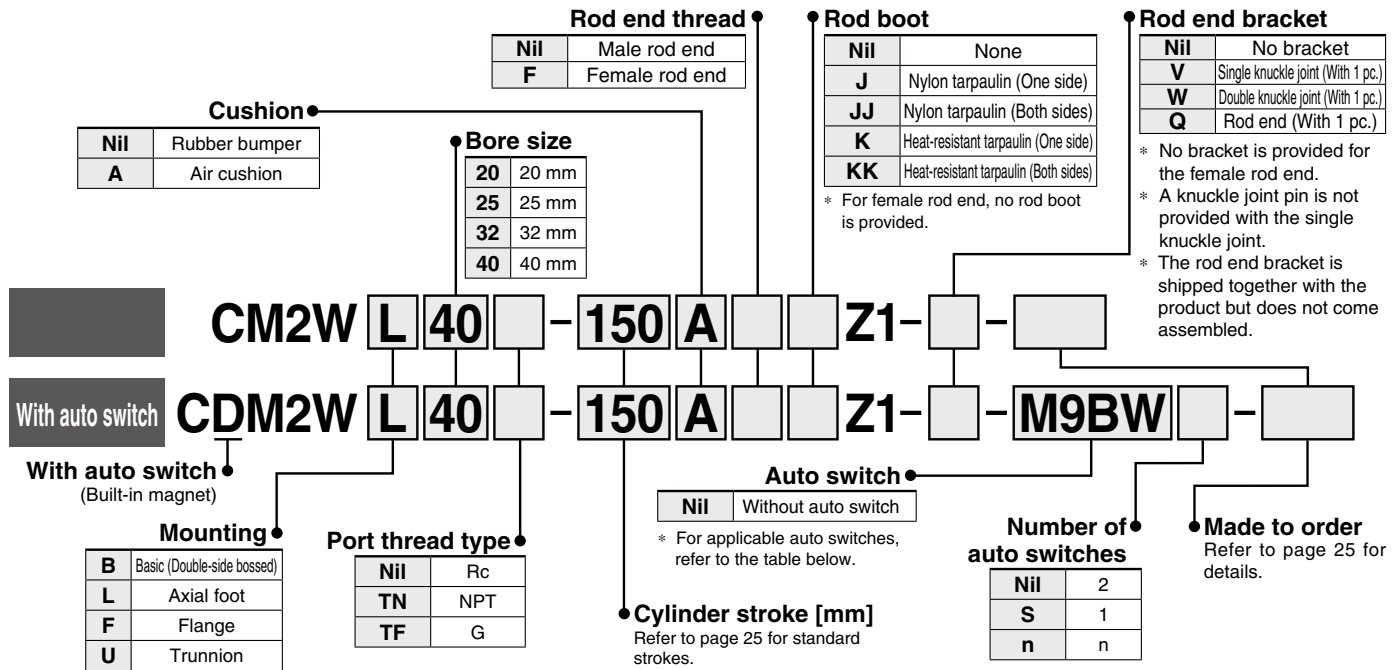 Rod end thread
Nil Male rod end
F Female rod end
Rod boot
Nil None
J Nylon tarpaulin (One side)
JJ Nylon tarpaulin (Both sides)
K Heat-resistant tarpaulin (One side)
KK Heat-resistant tarpaulin (Both sides)
* For female rod end, no rod boot
is provided.
Rod end bracket
Nil No bracket
V Single knuckle joint (With 1 pc.)
W Double knuckle joint (With 1 pc.)
Q Rod end (With 1 pc.)
* No bracket is provided for
the female rod end.
* A knuckle joint pin is not
provided with the single
knuckle joint.
* The rod end bracket is
shipped together with the
product but does not come
assembled.
Cushion
Nil Rubber bumper
A Air cushion
Bore size
20 20 mm
25 25 mm
32 32 mm
40 40 mm
CM2W L 40 - 150 A Z1- -
With auto switch CDM2W L 40 - 150 A Z1- - M9BW -
With auto switch
(Built-in magnet)
Mounting
B Basic (Double-side bossed)
L Axial foot
F Flange
U Trunnion
Port thread type
Nil Rc
TN NPT
TF G
Cylinder stroke [mm]
Refer to page 25 for standard
strokes.
Auto switch
Nil Without auto switch
* For applicable auto switches,
refer to the table below.
Number of
auto switches
Nil 2
S 1
n n
Made to order
Refer to page 25 for
details.